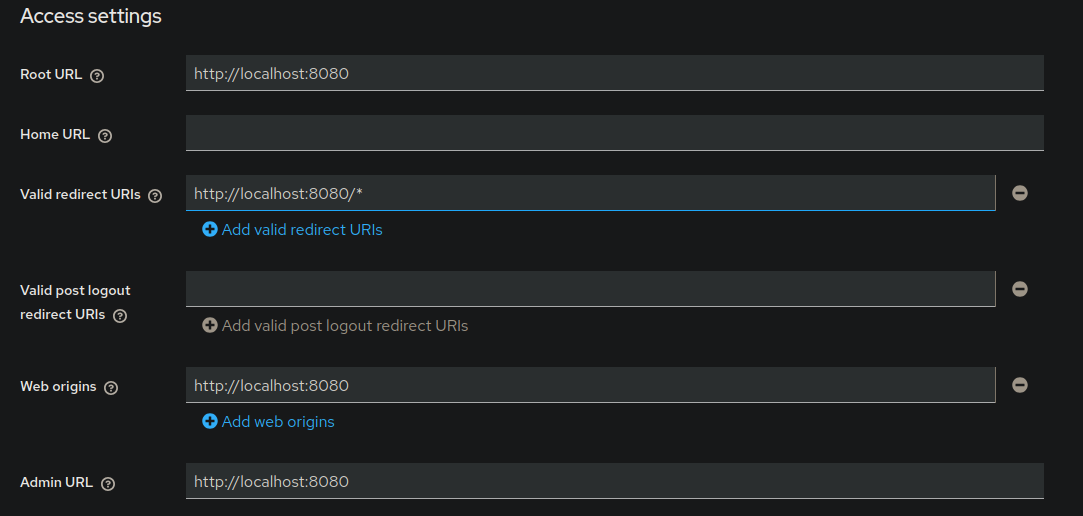 Access settings
Root URL
http://localhost:8080
Home URL
Valid redirect URIs
http://localhost:8080/*
Add valid redirect URIs
Valid post logout
redirect URIs
Add valid post logout redirect URIs
Web origins
http://localhost:8080
Add web origins
Admin URL
http://localhost:8080